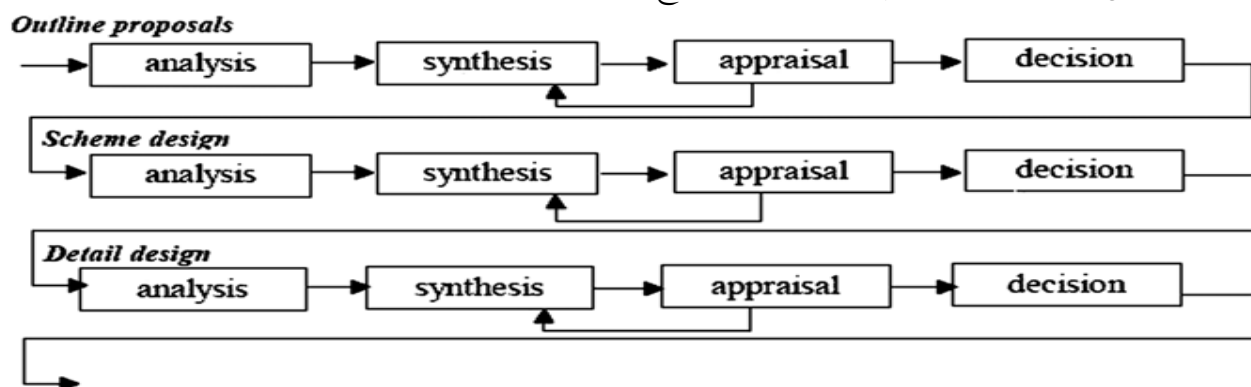 Outline proposals
analysis synthesis appraisal decision
Scheme design
analysis synthesis appraisal decision
Detail design
analysis synthesis appraisal decision